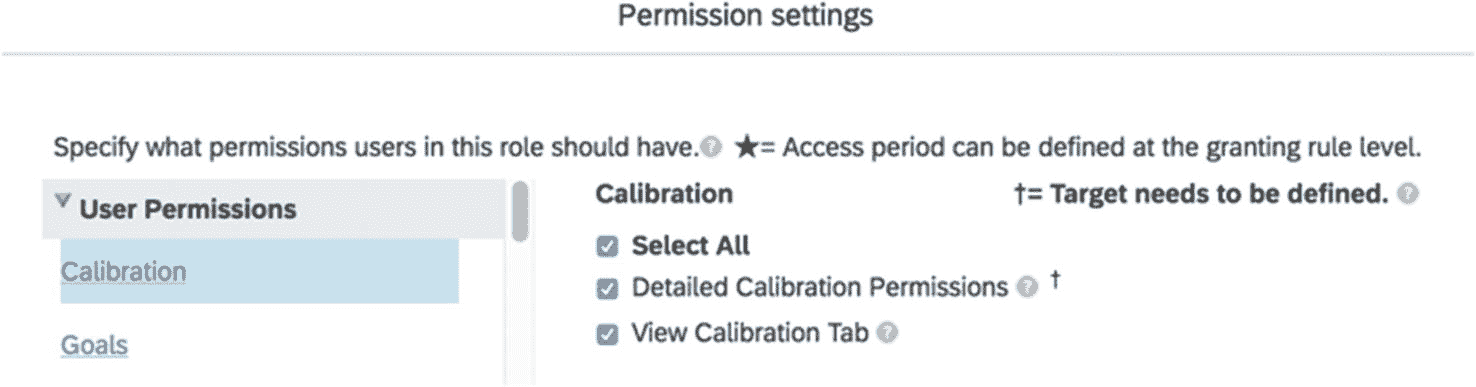 Permission settings
Specify what permissions users in this role should have. ? ★= Access period can be defined at the granting rule level.
User Permissions
Calibration
Goals
Calibration
†= Target needs to be defined. ?
Select All
Detailed Calibration Permissions ? †
View Calibration Tab ?